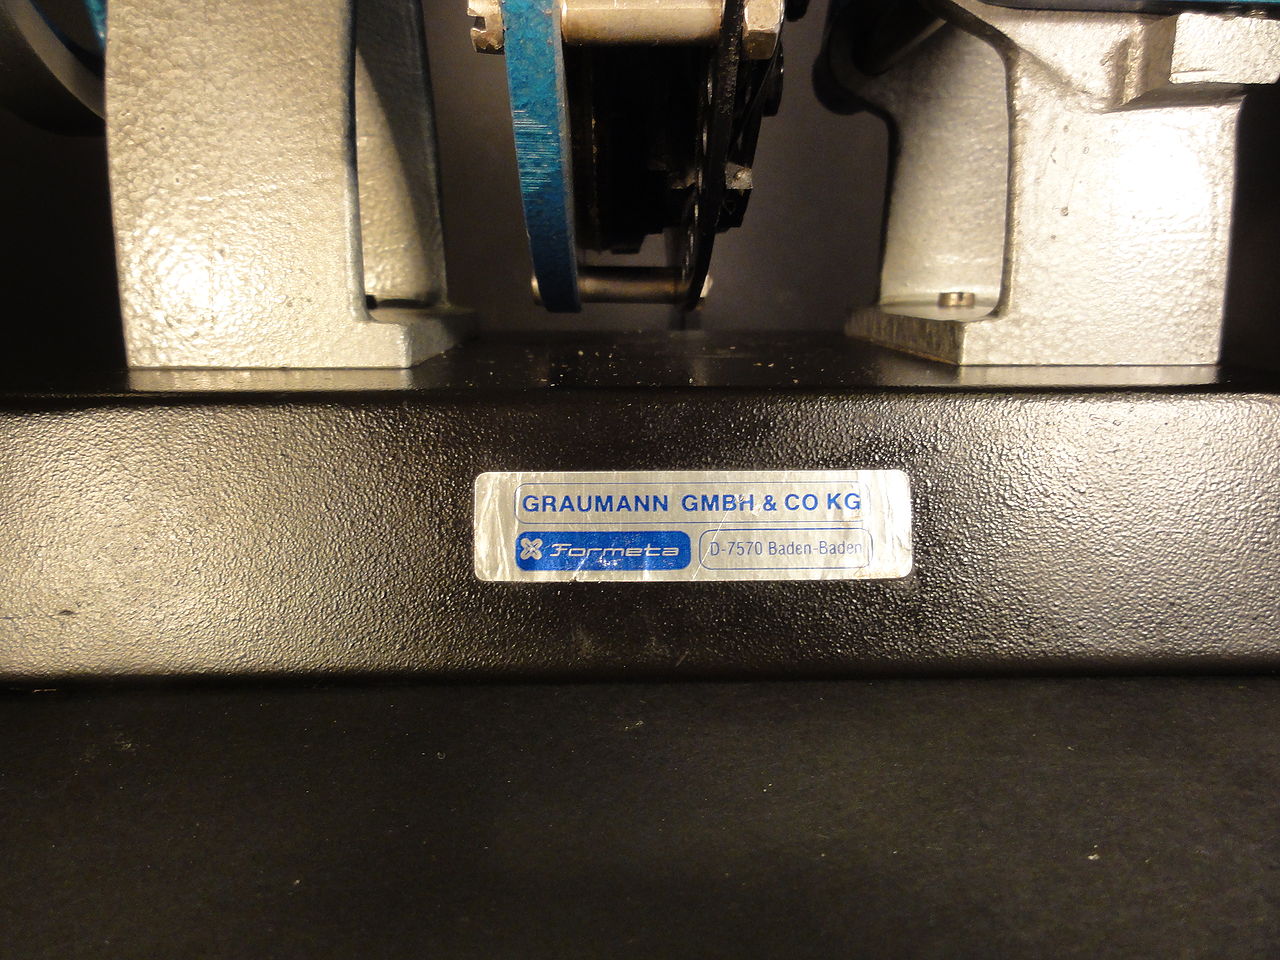 GRAUMANN GMBH & CO KG
Formeta
D-7570 Baden-Baden